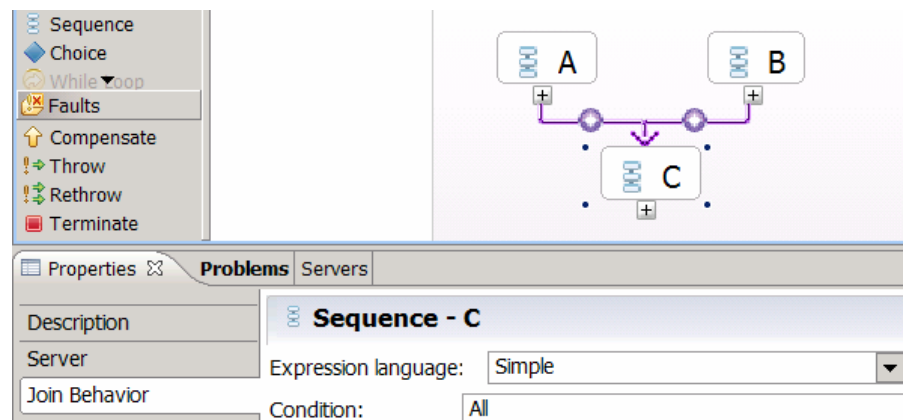 Sequence
Choice
While Loop
Faults
Compensate
Throw
Rethrow
Terminate
A
B
C
Properties Problems Servers
Description
Server
Join Behavior
Sequence - C
Expression language: Simple
Condition: All